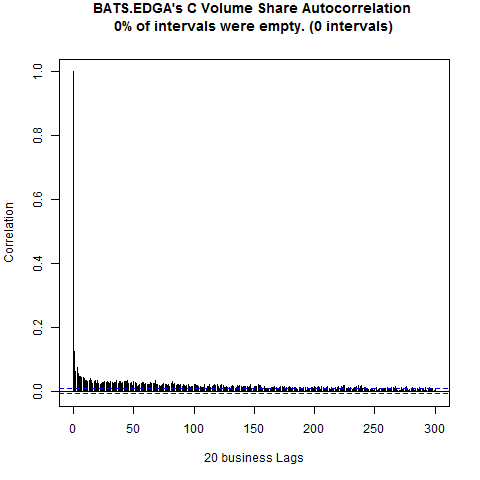 BATS.EDGA's C Volume Share Autocorrelation
0% of intervals were empty. (0 intervals)
Correlation
1.0
0.8
0.6
0.4
0.2
0.0
0 50 100 150 200 250 300
20 business Lags